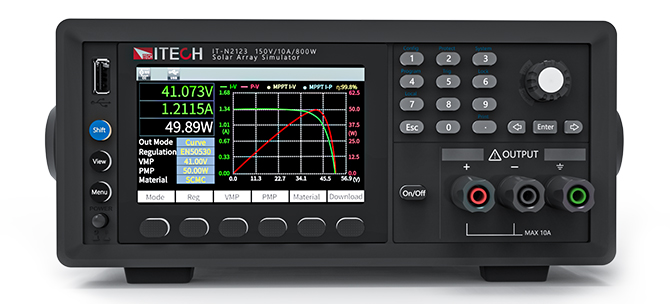 ITECH IT-N2123 150V/10A/800W
Solar Array Simulator
41.073V
1.2115A
49.89W
Out Mode Curve
Regulation EN50530
VMP 41.00V
PMP 50.00W
Material SCMC
I-V P-V MPPT I-V MPPT I-P η:99.8%
1.68 62.5
1.34 50.0
1.01 37.5
(A) (W)
0.67 25.0
0.33 12.5
0.00 0.00
0.0 11.3 22.7 34.1 45.5 56.9 (V)
Mode Reg VMP PMP Material Download
Shift
View
Menu
POWER
1 2 3
4 5 6
7 8 9
Esc 0 . Enter
OUTPUT
+ −
On/Off
MAX 10A